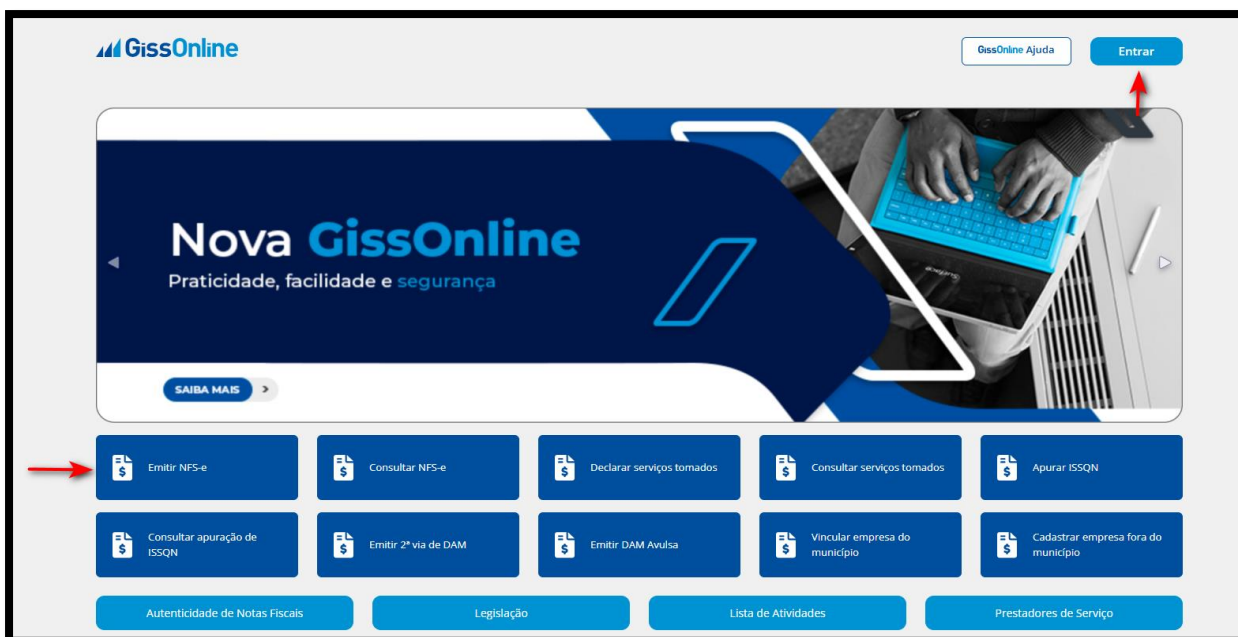 GissOnline
GissOnline Ajuda
Entrar
Nova GissOnline
Praticidade, facilidade e segurança
Surface
SAIBA MAIS >
Emitir NFS-e
Consultar NFS-e
Declarar serviços tomados
Consultar serviços tomados
Apurar ISSQN
Consultar apuração de
ISSQN
Emitir 2ª via de DAM
Emitir DAM Avulsa
Vincular empresa do
município
Cadastrar empresa fora do
município
Autenticidade de Notas Fiscais
Legislação
Lista de Atividades
Prestadores de Serviço